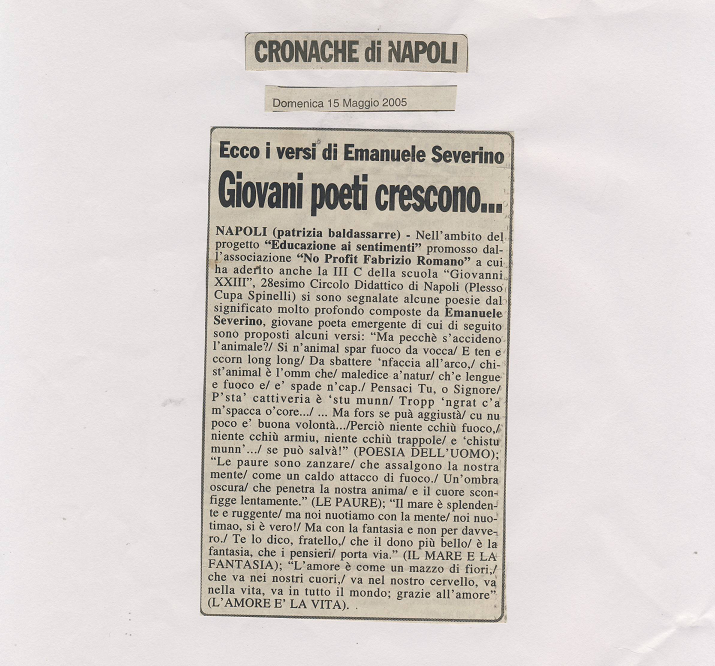 CRONACHE di NAPOLI
Domenica 15 Maggio 2005
Ecco i versi di Emanuele Severino
Giovani poeti crescono...
NAPOLI (patrizia baldassarre) - Nell'ambito del
progetto "Educazione ai sentimenti" promosso dal-
l'associazione "No Profit Fabrizio Romano" a cui
ha aderito anche la III C della scuola "Giovanni
XXIII", 28esimo Circolo Didattico di Napoli (Plesso
Cupa Spinelli) si sono segnalate alcune poesie dal
significato molto profondo composte da Emanuele
Severino, giovane poeta emergente di cui di seguito
sono proposti alcuni versi: "Ma pecchè s'accideno
l'animale?/ Si n'animal spar fuoco da vocca/ E ten e
ccorn long long/ Da sbattere 'nfaccia all'arco,/ chi-
st'animal è l'omm che/ maledice a'natur/ ch'e lengue
e fuoco e/ e' spade n'cap./ Pensaci Tu, o Signore/
P'sta' cattiveria è 'stu munn/ Tropp 'ngrat c'a
m'spacca o'core.../ ... Ma fors se puà aggiustà/ cu nu
poco e' buona volontà.../Perciò niente cchiù fuoco,/
niente cchiù armiu, niente cchiù trappole/ e 'chistu
munn'.../ se può salvà!" (POESIA DELL'UOMO);
"Le paure sono zanzare/ che assalgono la nostra
mente/ come un caldo attacco di fuoco./ Un'ombra
oscura/ che penetra la nostra anima/ e il cuore scon-
figge lentamente." (LE PAURE); "Il mare è splenden-
te e ruggente/ ma noi nuotiamo con la mente/ noi nuo-
timao, si è vero!/ Ma con la fantasia e non per davve-
ro./ Te lo dico, fratello,/ che il dono più bello/ è la
fantasia, che i pensieri/ porta via." (IL MARE E LA
FANTASIA); "L'amore è come un mazzo di fiori,/
che va nei nostri cuori,/ va nel nostro cervello, va
nella vita, va in tutto il mondo; grazie all'amore"
(L'AMORE E' LA VITA).